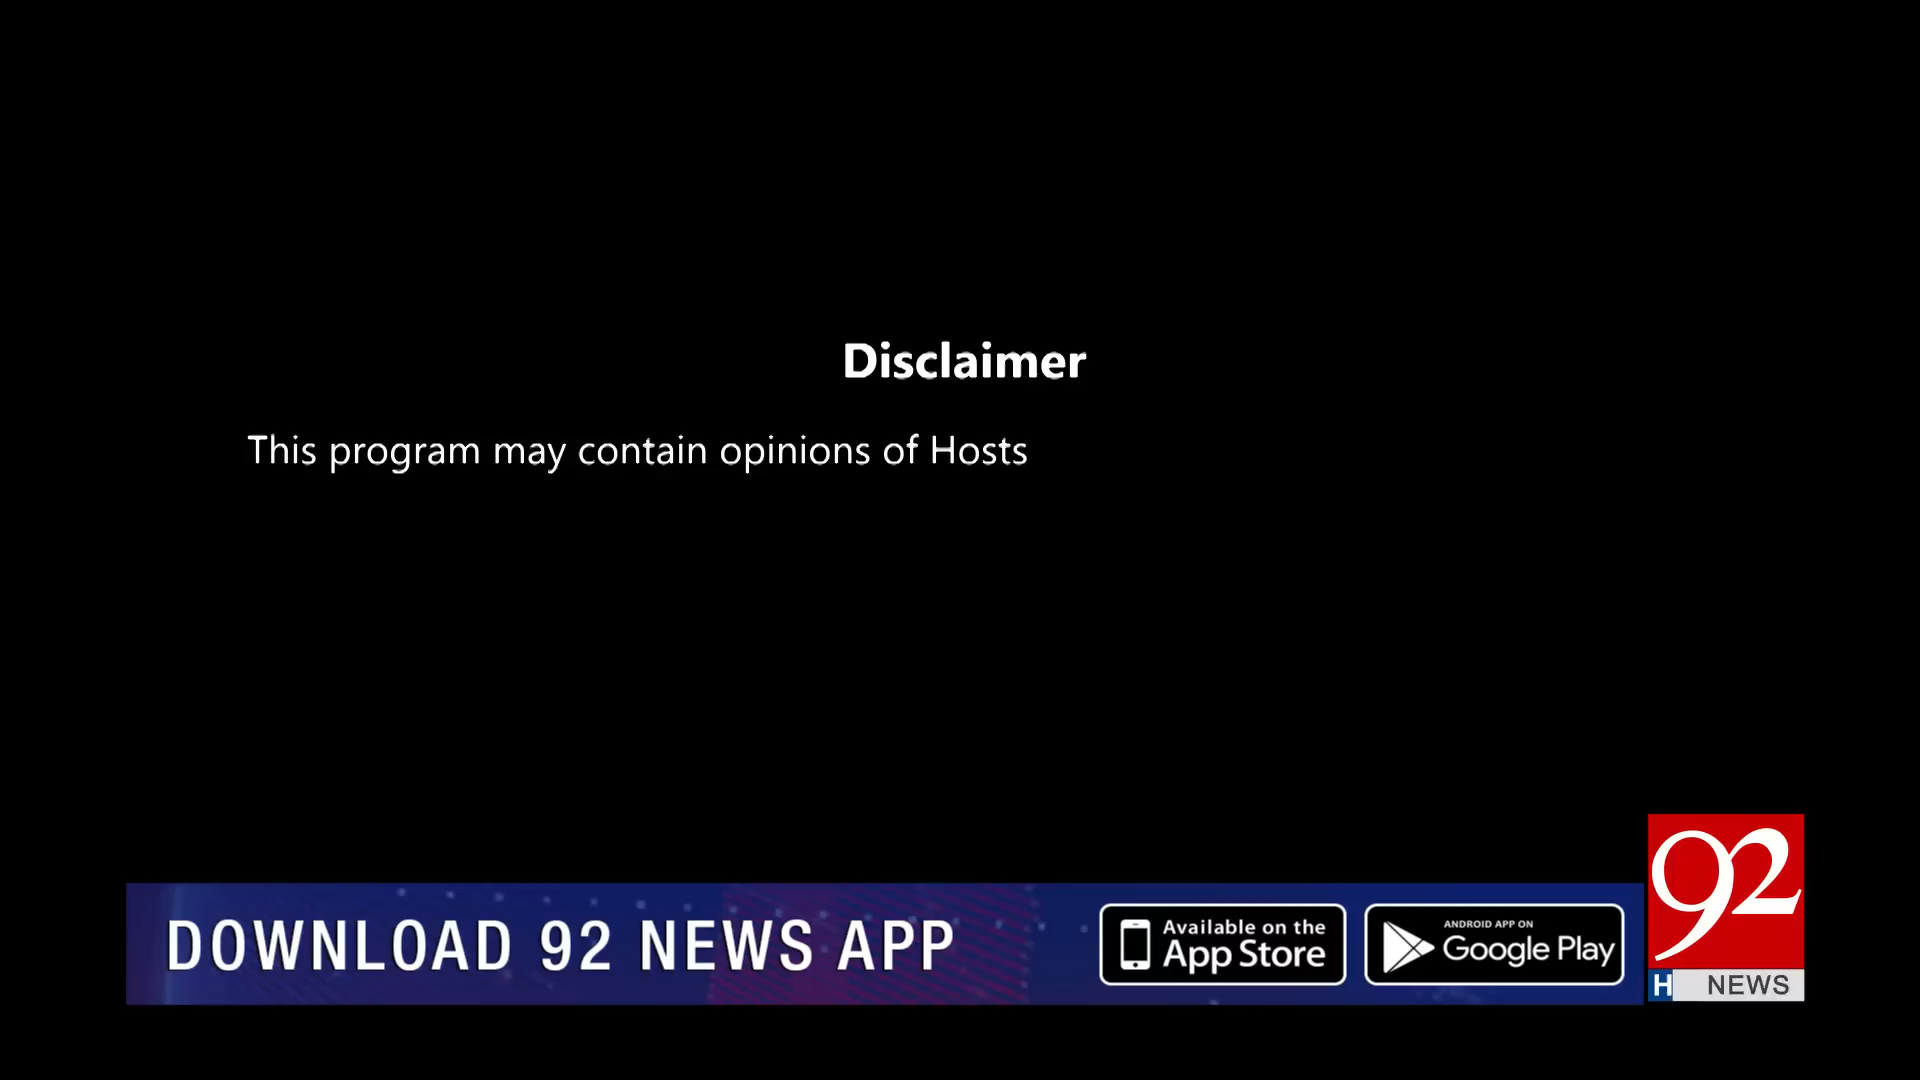 Disclaimer
This program may contain opinions of Hosts
DOWNLOAD 92 NEWS APP
Available on the
App Store
ANDROID APP ON
Google Play
92
H NEWS